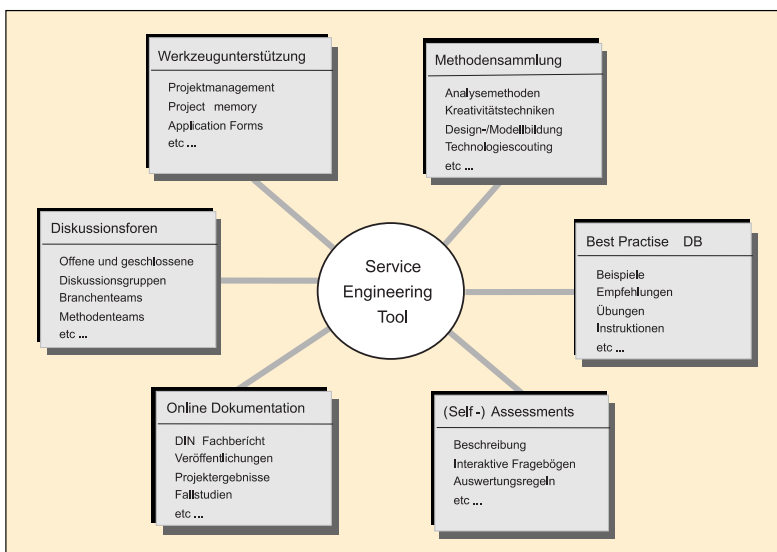 Werkzeugunterstützung
Projektmanagement
Project memory
Application Forms
etc ...
Methodensammlung
Analysemethoden
Kreativitätstechniken
Design-/Modellbildung
Technologiescouting
etc ...
Diskussionsforen
Offene und geschlossene
Diskussionsgruppen
Branchenteams
Methodenteams
etc ...
Service
Engineering
Tool
Best Practise DB
Beispiele
Empfehlungen
Übungen
Instruktionen
etc ...
Online Dokumentation
DIN Fachbericht
Veröffentlichungen
Projektergebnisse
Fallstudien
etc ...
(Self-) Assessments
Beschreibung
Interaktive Fragebögen
Auswertungsregeln
etc ...